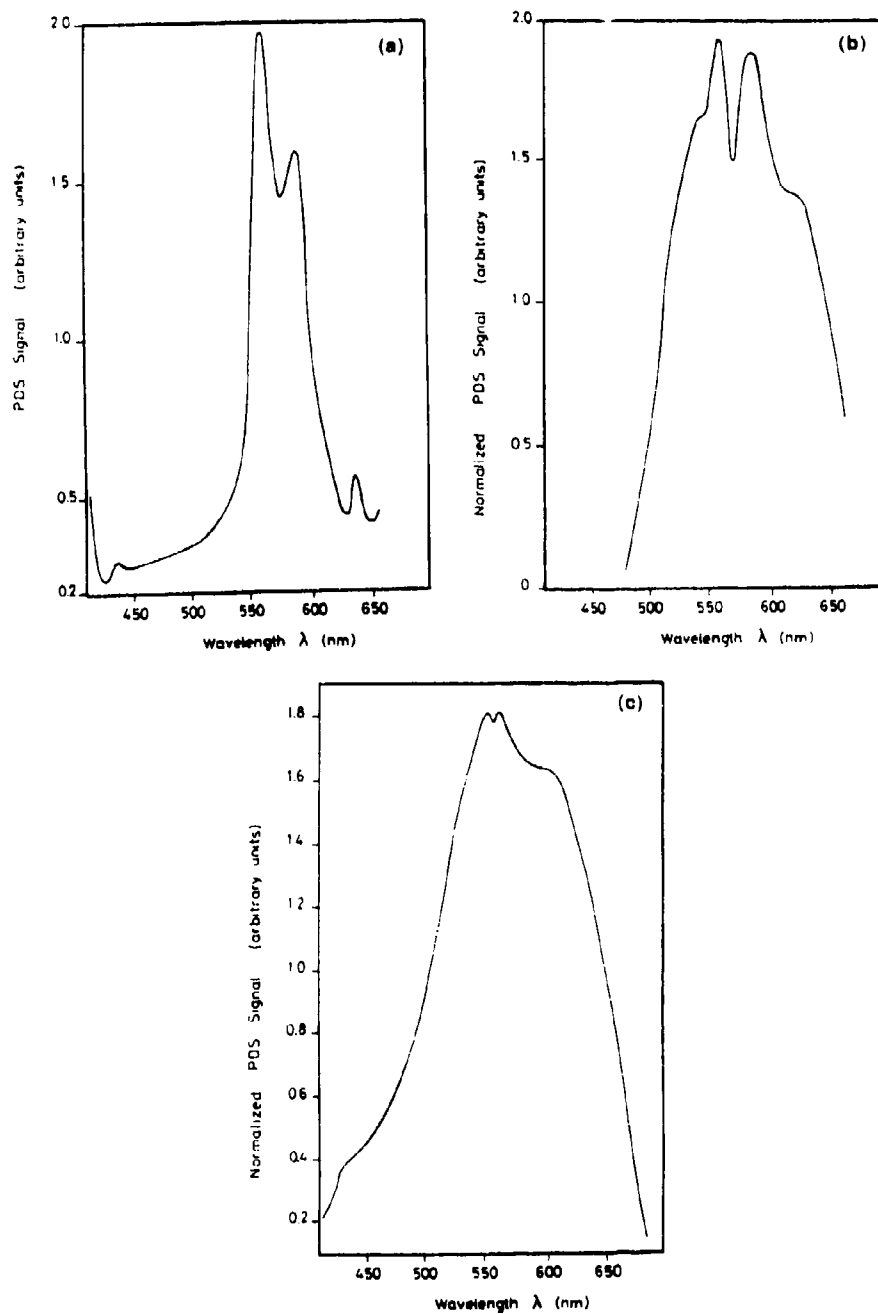 (a)
2.0
1.5
1.0
0.5
0.2
PDS Signal (arbitrary units)
450 500 550 600 650
Wavelength λ (nm)
(b)
2.0
1.5
1.0
0.5
0
Normalized PDS Signal (arbitrary units)
450 500 550 600 650
Wavelength λ (nm)
(c)
1.8
1.6
1.4
1.2
1.0
0.8
0.6
0.4
0.2
Normalized PDS Signal (arbitrary units)
450 500 550 600 650
Wavelength λ (nm)